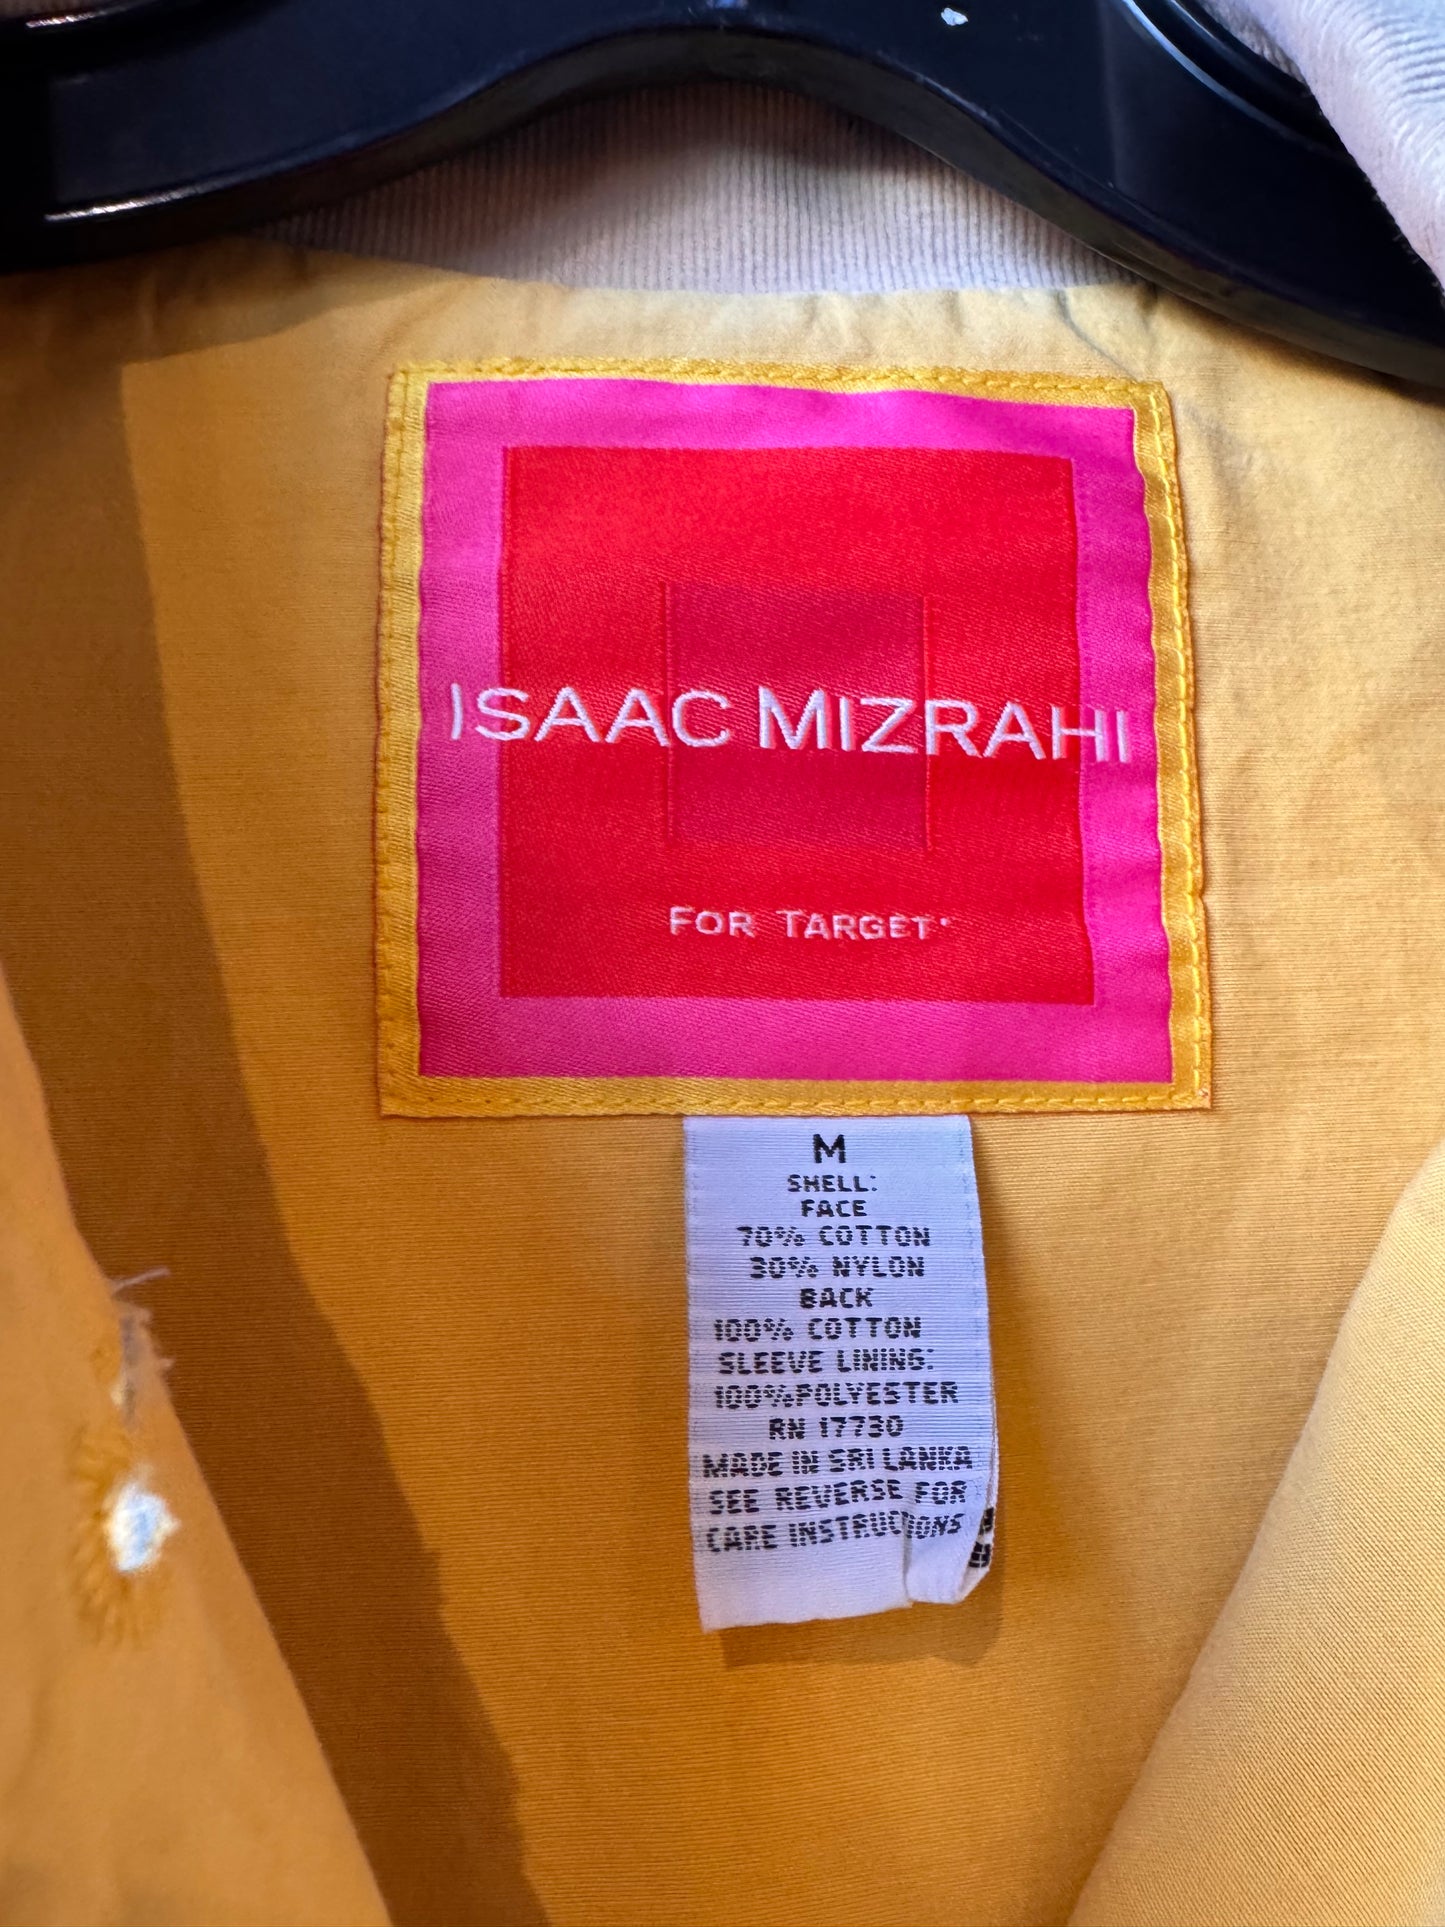 ISAAC MIZRAHI
FOR TARGET
M
SHELL:
FACE
70% COTTON
30% NYLON
BACK
100% COTTON
SLEEVE LINING:
100%POLYESTER
RN 17730
MADE IN SRI LANKA
SEE REVERSE FOR
CARE INSTRUCTIONS